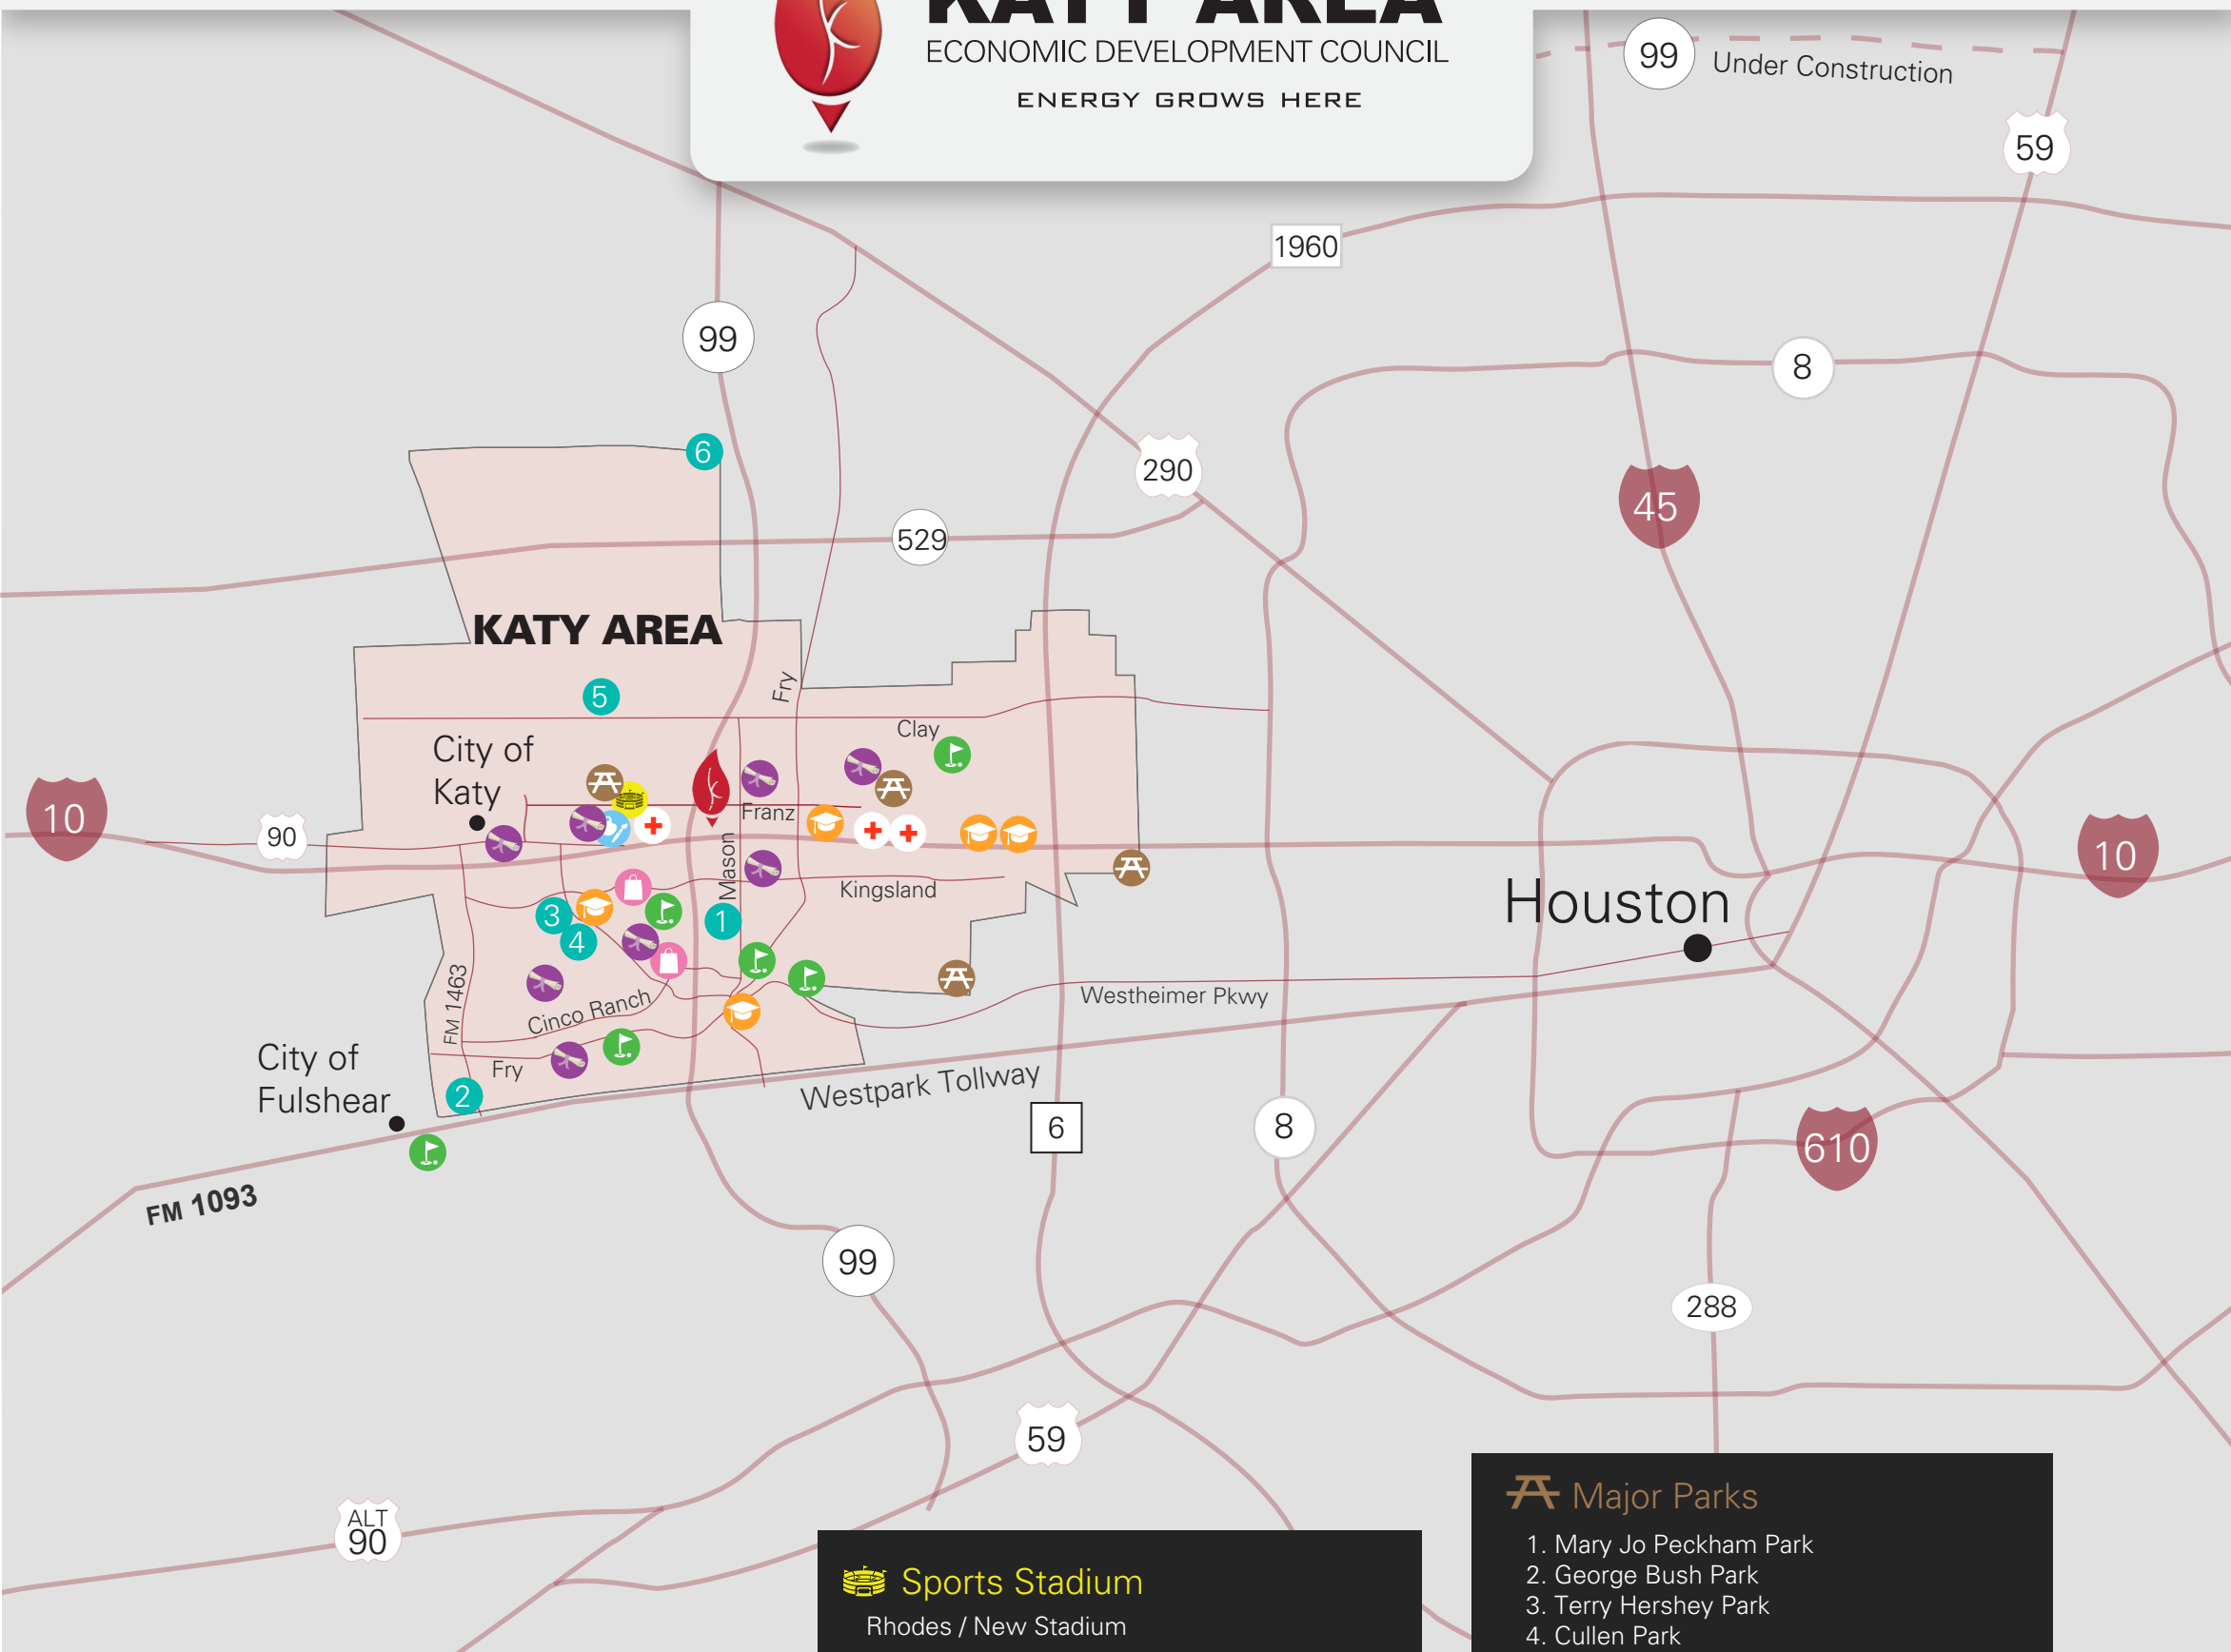 KATY AREA
ECONOMIC DEVELOPMENT COUNCIL
ENERGY GROWS HERE
99
Under Construction
59
1960
99
8
6
290
45
529
KATY AREA
5
Fry
Clay
City of
Katy
Franz
10
90
Mason
10
Kingsland
Houston
3
1
4
FM 1463
Cinco Ranch
Westheimer Pkwy
City of
Fulshear
Fry
2
Westpark Tollway
6
8
610
FM 1093
99
288
59
ALT
90
Sports Stadium
Rhodes / New Stadium
Major Parks
1. Mary Jo Peckham Park
2. George Bush Park
3. Terry Hershey Park
4. Cullen Park